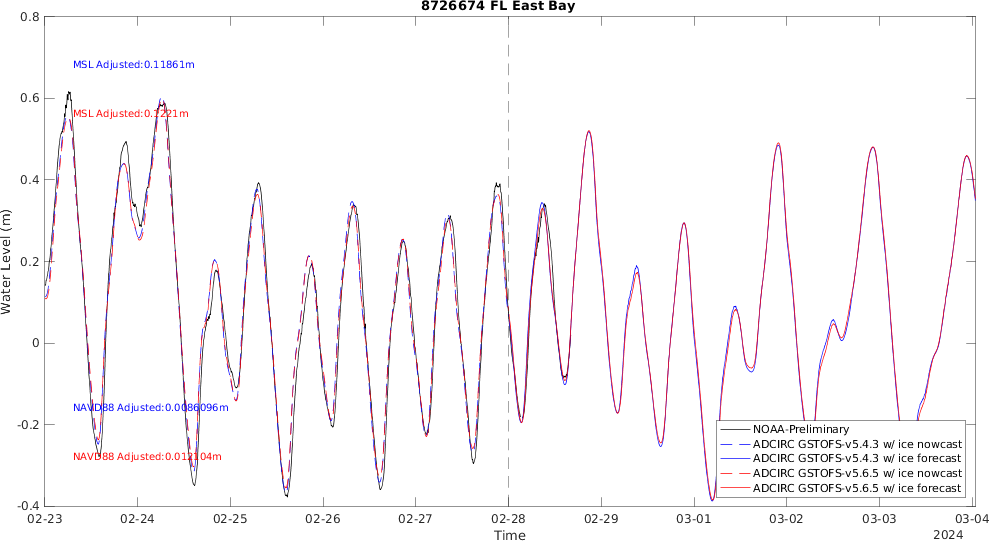 8726674 FL East Bay
0.8
0.6
0.4
0.2
0
-0.2
-0.4
Water Level (m)
MSL Adjusted:0.11861m
MSL Adjusted:0.1221m
NAVD88 Adjusted:0.0086096m
NAVD88 Adjusted:0.012104m
NOAA-Preliminary
ADCIRC GSTOFS-v5.4.3 w/ ice nowcast
ADCIRC GSTOFS-v5.4.3 w/ ice forecast
ADCIRC GSTOFS-v5.6.5 w/ ice nowcast
ADCIRC GSTOFS-v5.6.5 w/ ice forecast
02-23 02-24 02-25 02-26 02-27 02-28 02-29 03-01 03-02 03-03 03-04
Time
2024